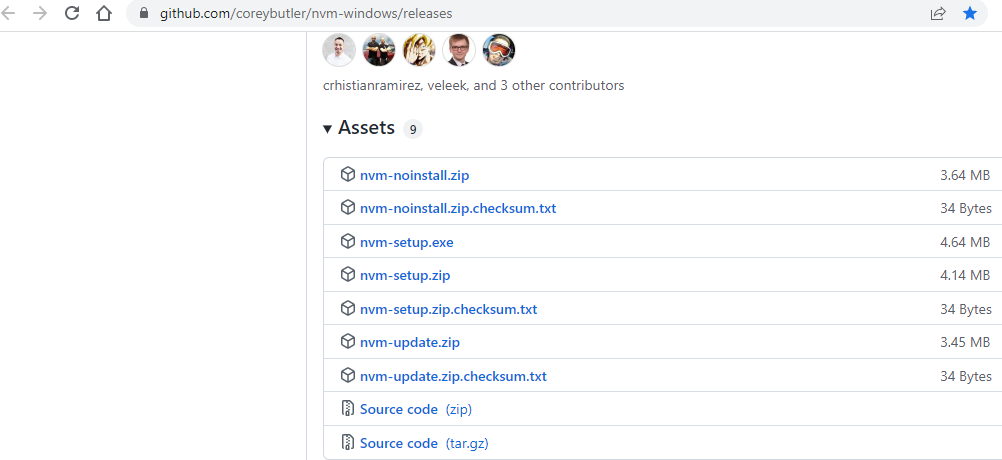 github.com/coreybutler/nvm-windows/releases
crhistianramirez, veleek, and 3 other contributors
Assets 9
nvm-noinstall.zip 3.64 MB
nvm-noinstall.zip.checksum.txt 34 Bytes
nvm-setup.exe 4.64 MB
nvm-setup.zip 4.14 MB
nvm-setup.zip.checksum.txt 34 Bytes
nvm-update.zip 3.45 MB
nvm-update.zip.checksum.txt 34 Bytes
Source code (zip)
Source code (tar.gz)